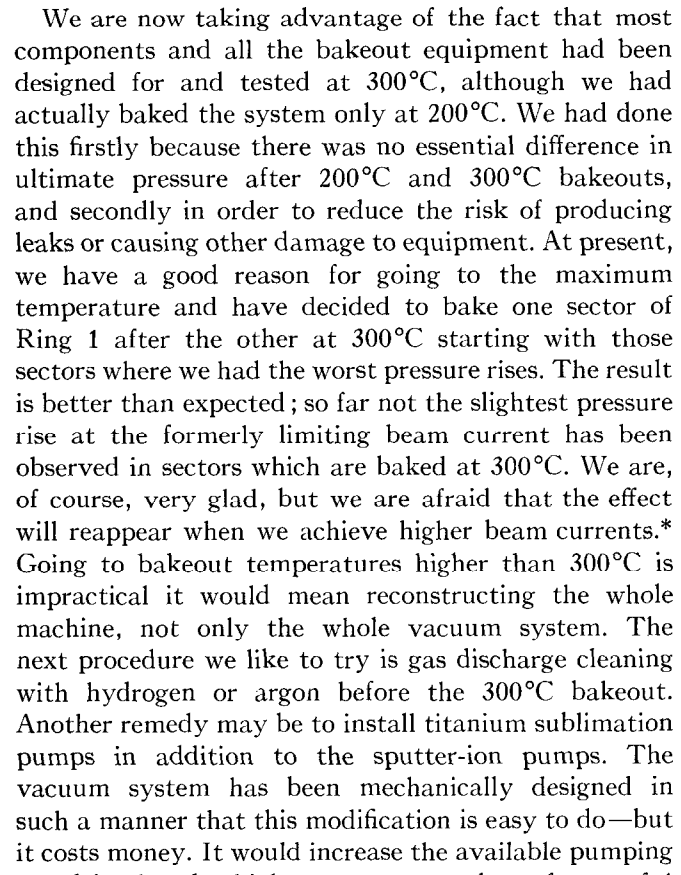 We are now taking advantage of the fact that most
components and all the bakeout equipment had been
designed for and tested at 300°C, although we had
actually baked the system only at 200°C. We had done
this firstly because there was no essential difference in
ultimate pressure after 200°C and 300°C bakeouts,
and secondly in order to reduce the risk of producing
leaks or causing other damage to equipment. At present,
we have a good reason for going to the maximum
temperature and have decided to bake one sector of
Ring 1 after the other at 300°C starting with those
sectors where we had the worst pressure rises. The result
is better than expected; so far not the slightest pressure
rise at the formerly limiting beam current has been
observed in sectors which are baked at 300°C. We are,
of course, very glad, but we are afraid that the effect
will reappear when we achieve higher beam currents.*
Going to bakeout temperatures higher than 300°C is
impractical it would mean reconstructing the whole
machine, not only the whole vacuum system. The
next procedure we like to try is gas discharge cleaning
with hydrogen or argon before the 300°C bakeout.
Another remedy may be to install titanium sublimation
pumps in addition to the sputter-ion pumps. The
vacuum system has been mechanically designed in
such a manner that this modification is easy to do—but
it costs money. It would increase the available pumping